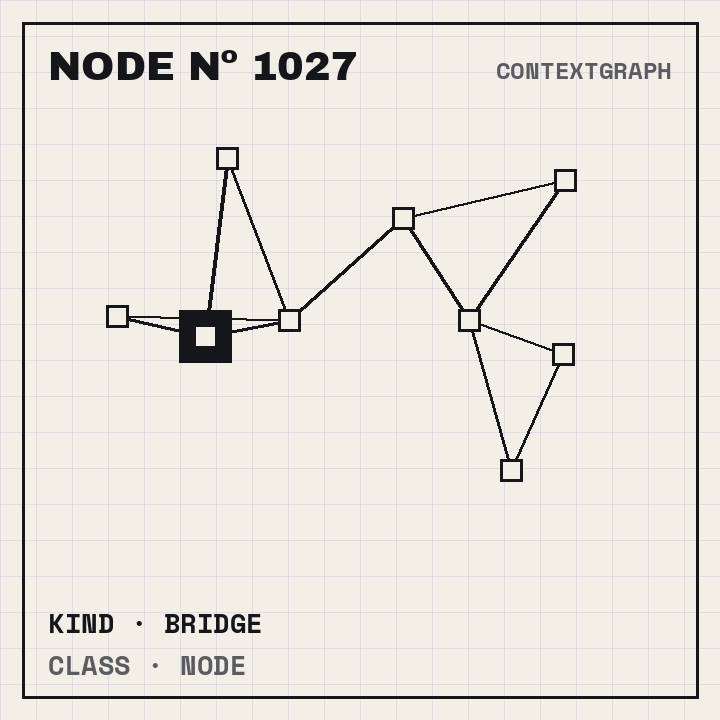 NODE Nº 1027
CONTEXTGRAPH
KIND · BRIDGE
CLASS · NODE